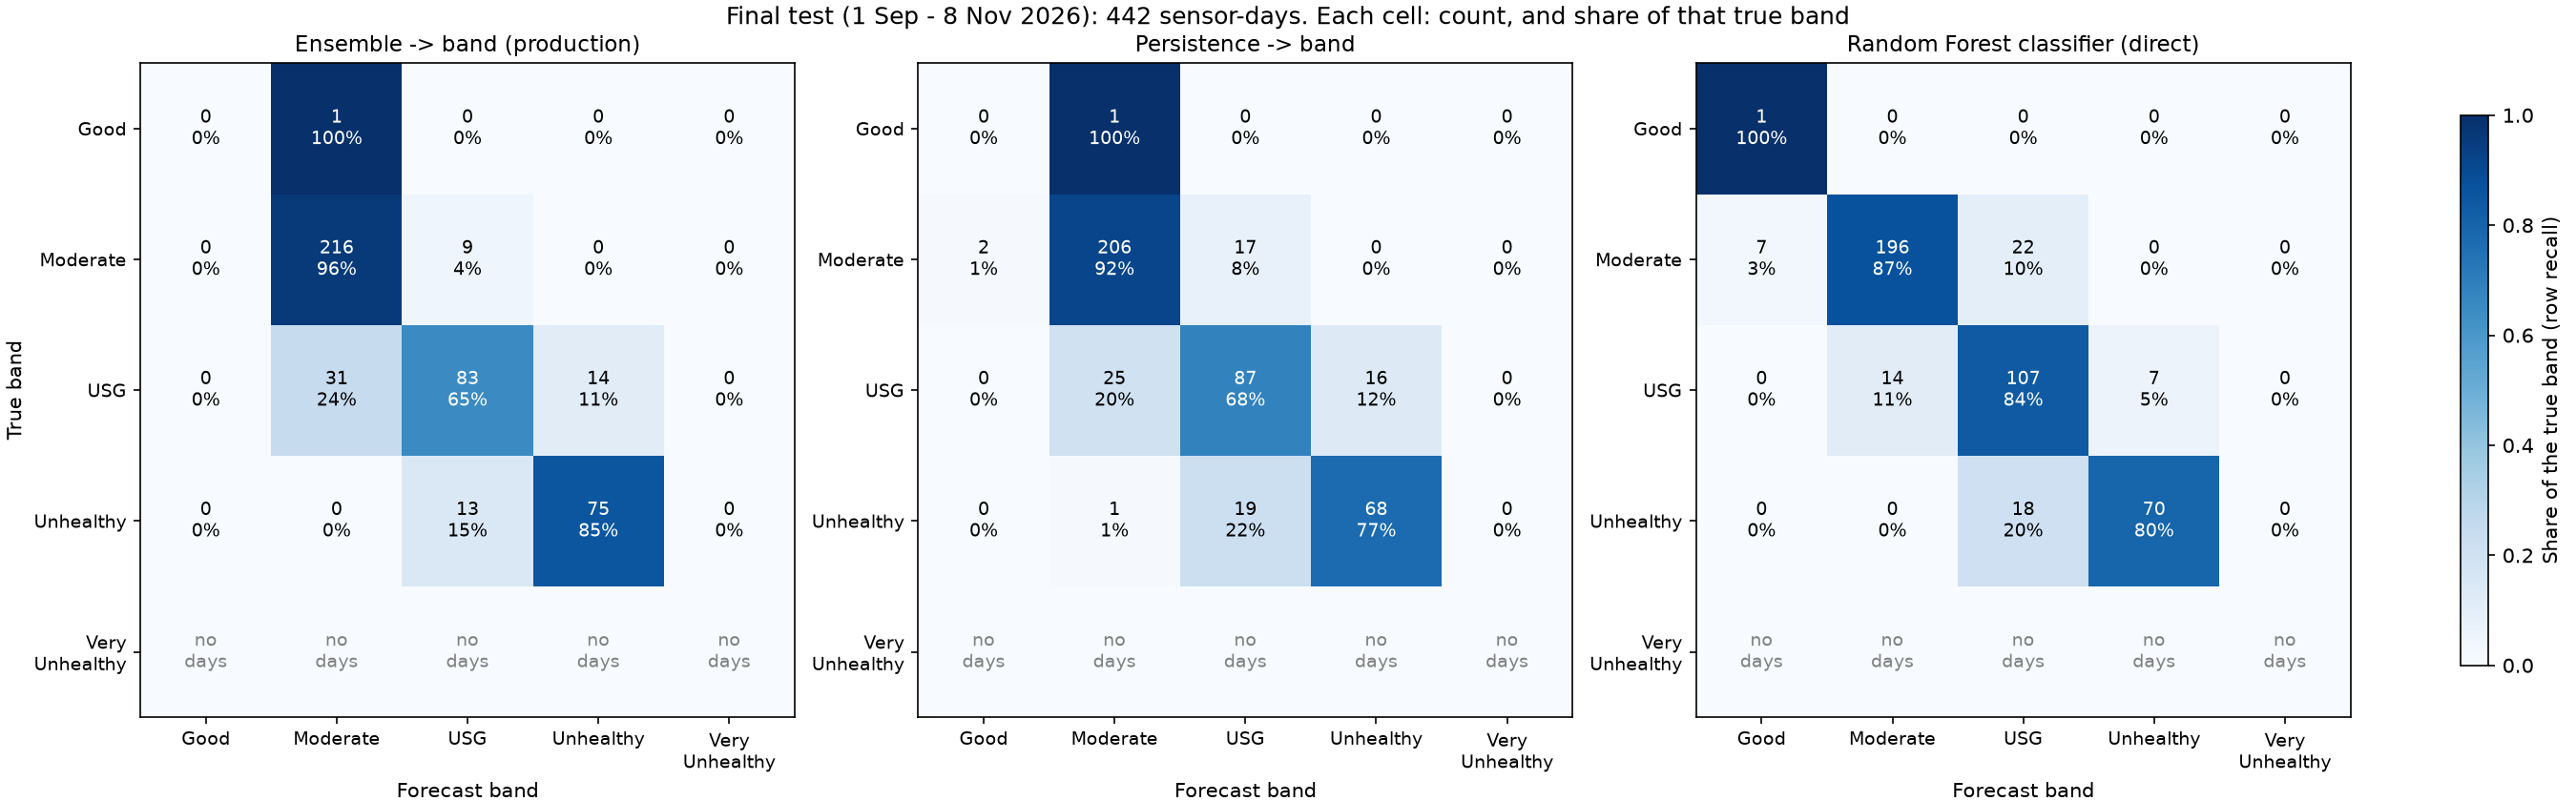 Final test (1 Sep - 8 Nov 2026): 442 sensor-days. Each cell: count, and share of that true band
Ensemble -> band (production)
True band
Good
0 1 0 0 0
0% 100% 0% 0% 0%
Moderate
0 216 9 0 0
0% 96% 4% 0% 0%
USG
0 31 83 14 0
0% 24% 65% 11% 0%
Unhealthy
0 0 13 75 0
0% 0% 15% 85% 0%
Very
Unhealthy
no no no no no
days days days days days
Good Moderate USG Unhealthy Very
Unhealthy
Forecast band
Persistence -> band
Good
0 1 0 0 0
0% 100% 0% 0% 0%
Moderate
2 206 17 0 0
1% 92% 8% 0% 0%
USG
0 25 87 16 0
0% 20% 68% 12% 0%
Unhealthy
0 1 19 68 0
0% 1% 22% 77% 0%
Very
Unhealthy
no no no no no
days days days days days
Good Moderate USG Unhealthy Very
Unhealthy
Forecast band
Random Forest classifier (direct)
Good
1 0 0 0 0
100% 0% 0% 0% 0%
Moderate
7 196 22 0 0
3% 87% 10% 0% 0%
USG
0 14 107 7 0
0% 11% 84% 5% 0%
Unhealthy
0 0 18 70 0
0% 0% 20% 80% 0%
Very
Unhealthy
no no no no no
days days days days days
Good Moderate USG Unhealthy Very
Unhealthy
Forecast band
1.0
0.8
0.6
0.4
0.2
0.0
Share of the true band (row recall)